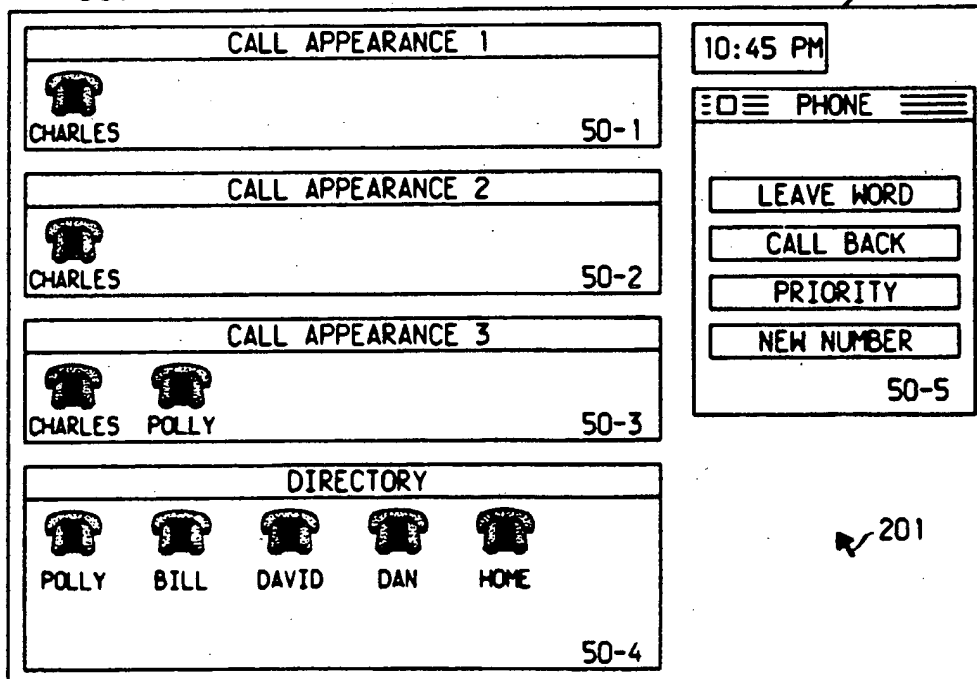 CALL APPEARANCE 1
CHARLES
50-1
CALL APPEARANCE 2
CHARLES
50-2
CALL APPEARANCE 3
CHARLES POLLY
50-3
DIRECTORY
POLLY BILL DAVID DAN HOME
50-4
10:45 PM
PHONE
LEAVE WORD
CALL BACK
PRIORITY
NEW NUMBER
50-5
201